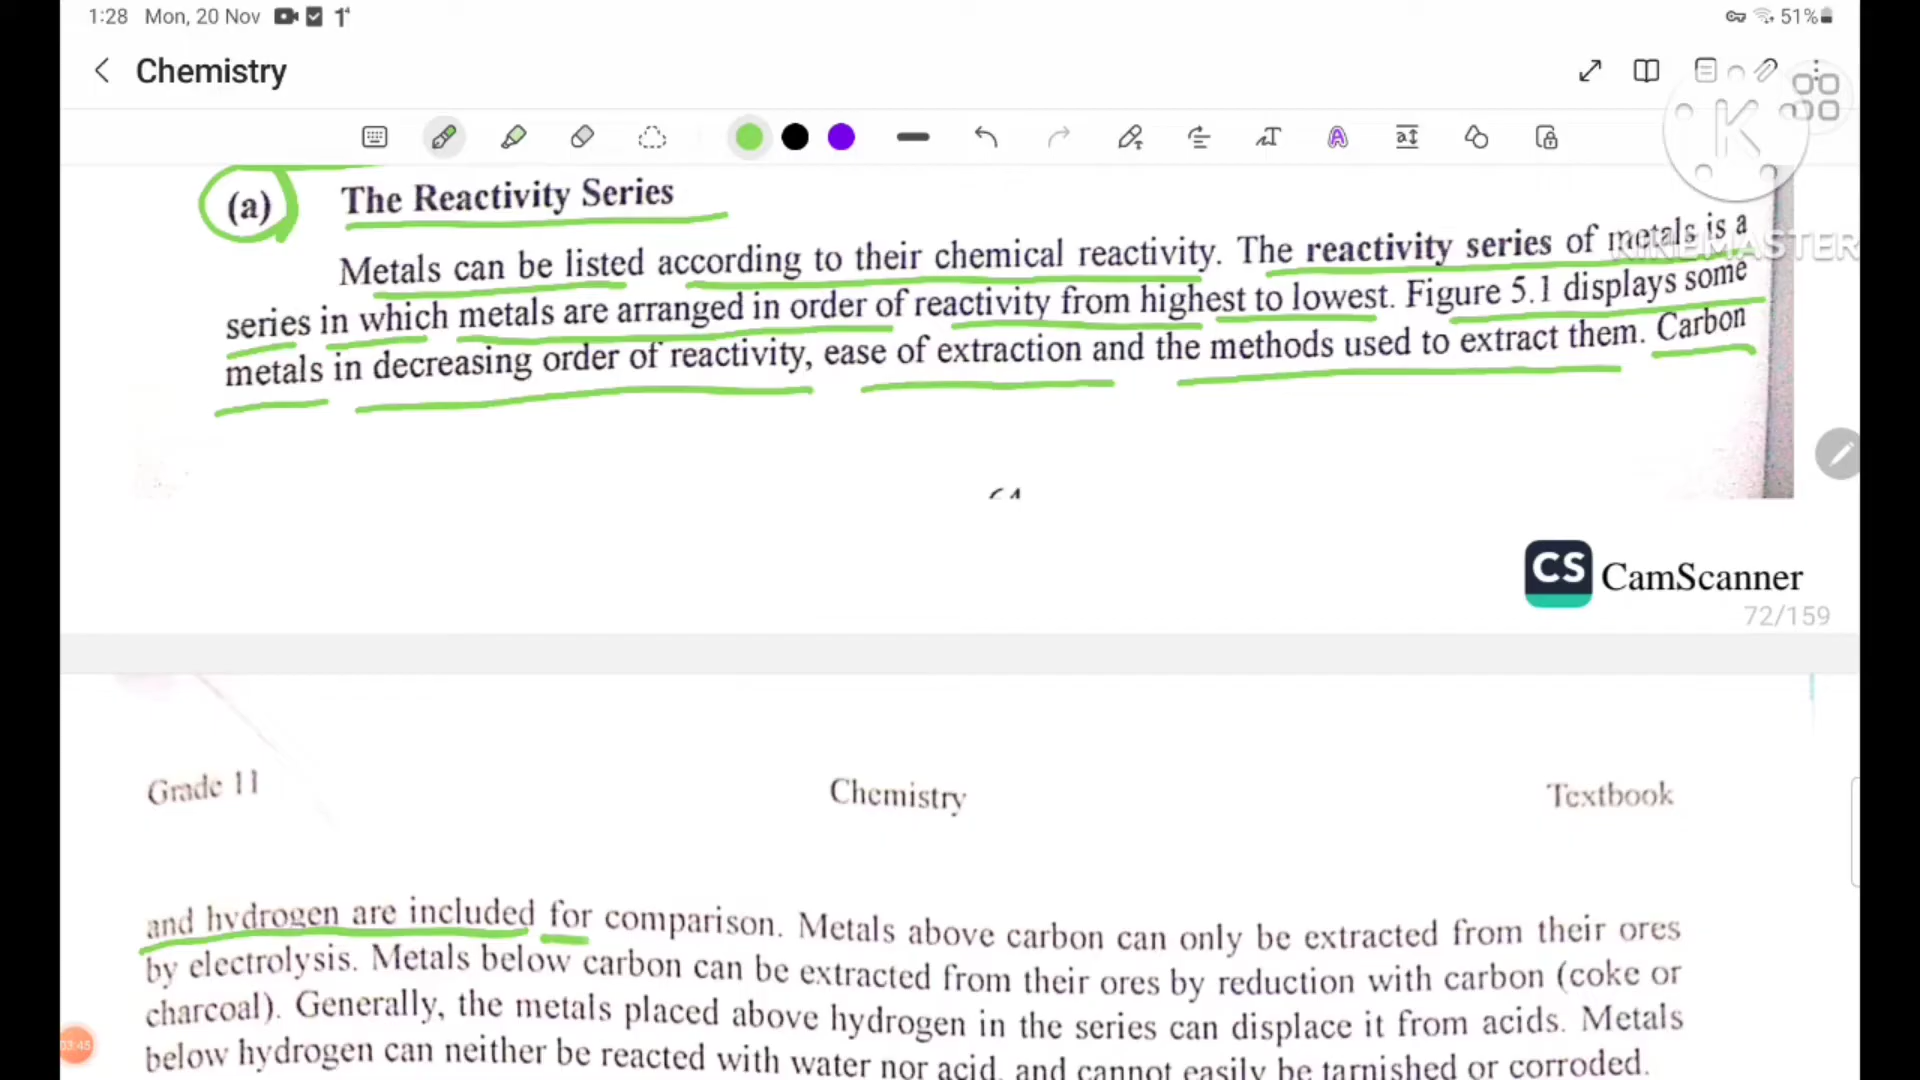 1:28 Mon, 20 Nov 51%
Chemistry
K
KINEMASTER
(a) The Reactivity Series
Metals can be listed according to their chemical reactivity. The reactivity series of metals is a
series in which metals are arranged in order of reactivity from highest to lowest. Figure 5.1 displays some
metals in decreasing order of reactivity, ease of extraction and the methods used to extract them. Carbon
CS CamScanner
72/159
Grade 11 Chemistry Textbook
and hydrogen are included for comparison. Metals above carbon can only be extracted from their ores
by electrolysis. Metals below carbon can be extracted from their ores by reduction with carbon (coke or
charcoal). Generally, the metals placed above hydrogen in the series can displace it from acids. Metals
below hydrogen can neither be reacted with water nor acid, and cannot easily be tarnished or corroded.
03:45